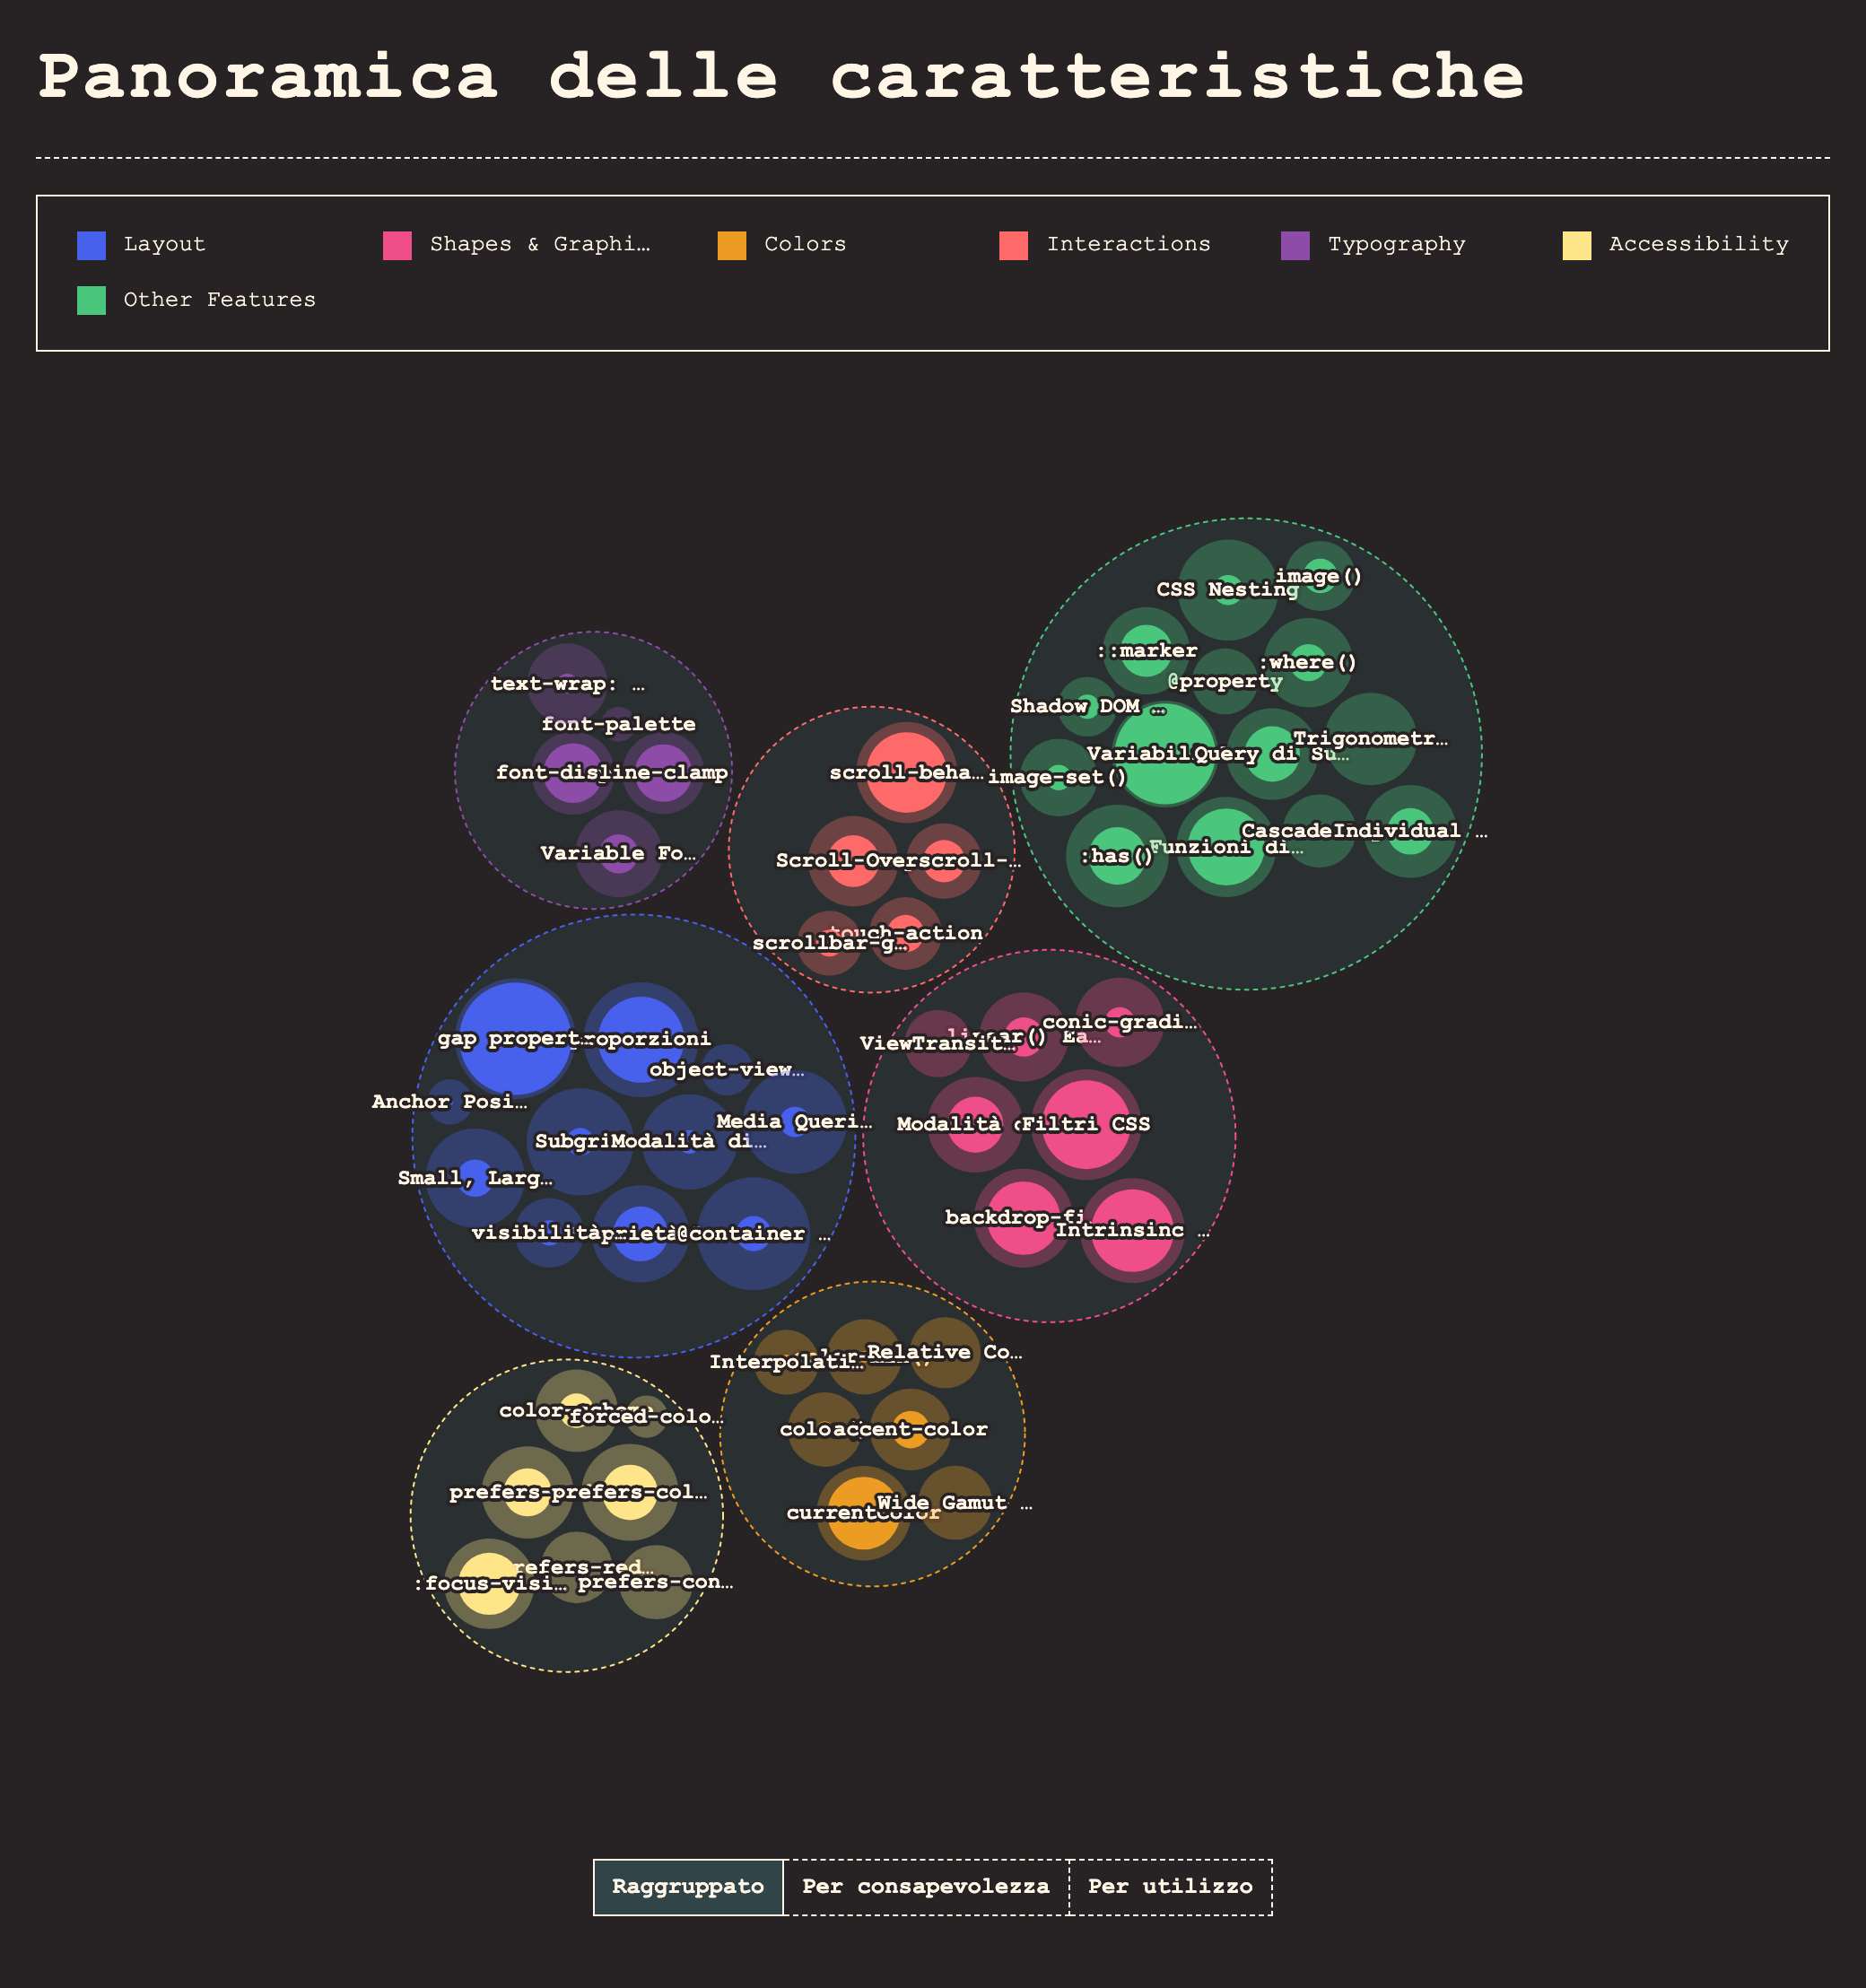 Panoramica delle caratteristiche
Layout
Shapes & Graphi…
Colors
Interactions
Typography
Accessibility
Other Features
CSS Nesting
image()
::marker
:where()
@property
Shadow DOM …
Variabil
Query di Su…
Trigonometr…
image-set()
Cascade
Individual …
:has()
Funzioni di…
text-wrap: …
font-palette
font-dis
line-clamp
Variable Fo…
scroll-beha…
Scroll-
Overscroll-…
touch-action
scrollbar-g…
gap propert…
roporzioni
object-view…
Anchor Posi…
Media Queri…
Subgri
Modalità di…
Small, Larg…
visibilità…
prietà
@container …
ViewTransit…
Ea…
conic-gradi…
Modalità
Filtri CSS
backdrop-fi
Intrinsinc …
Interpolati…
Relative Co…
colo
accent-color
currentColor
Wide Gamut …
color-
forced-colo…
prefers-
prefers-col…
refers-red…
:focus-visi…
prefers-con…
Raggruppato
Per consapevolezza
Per utilizzo